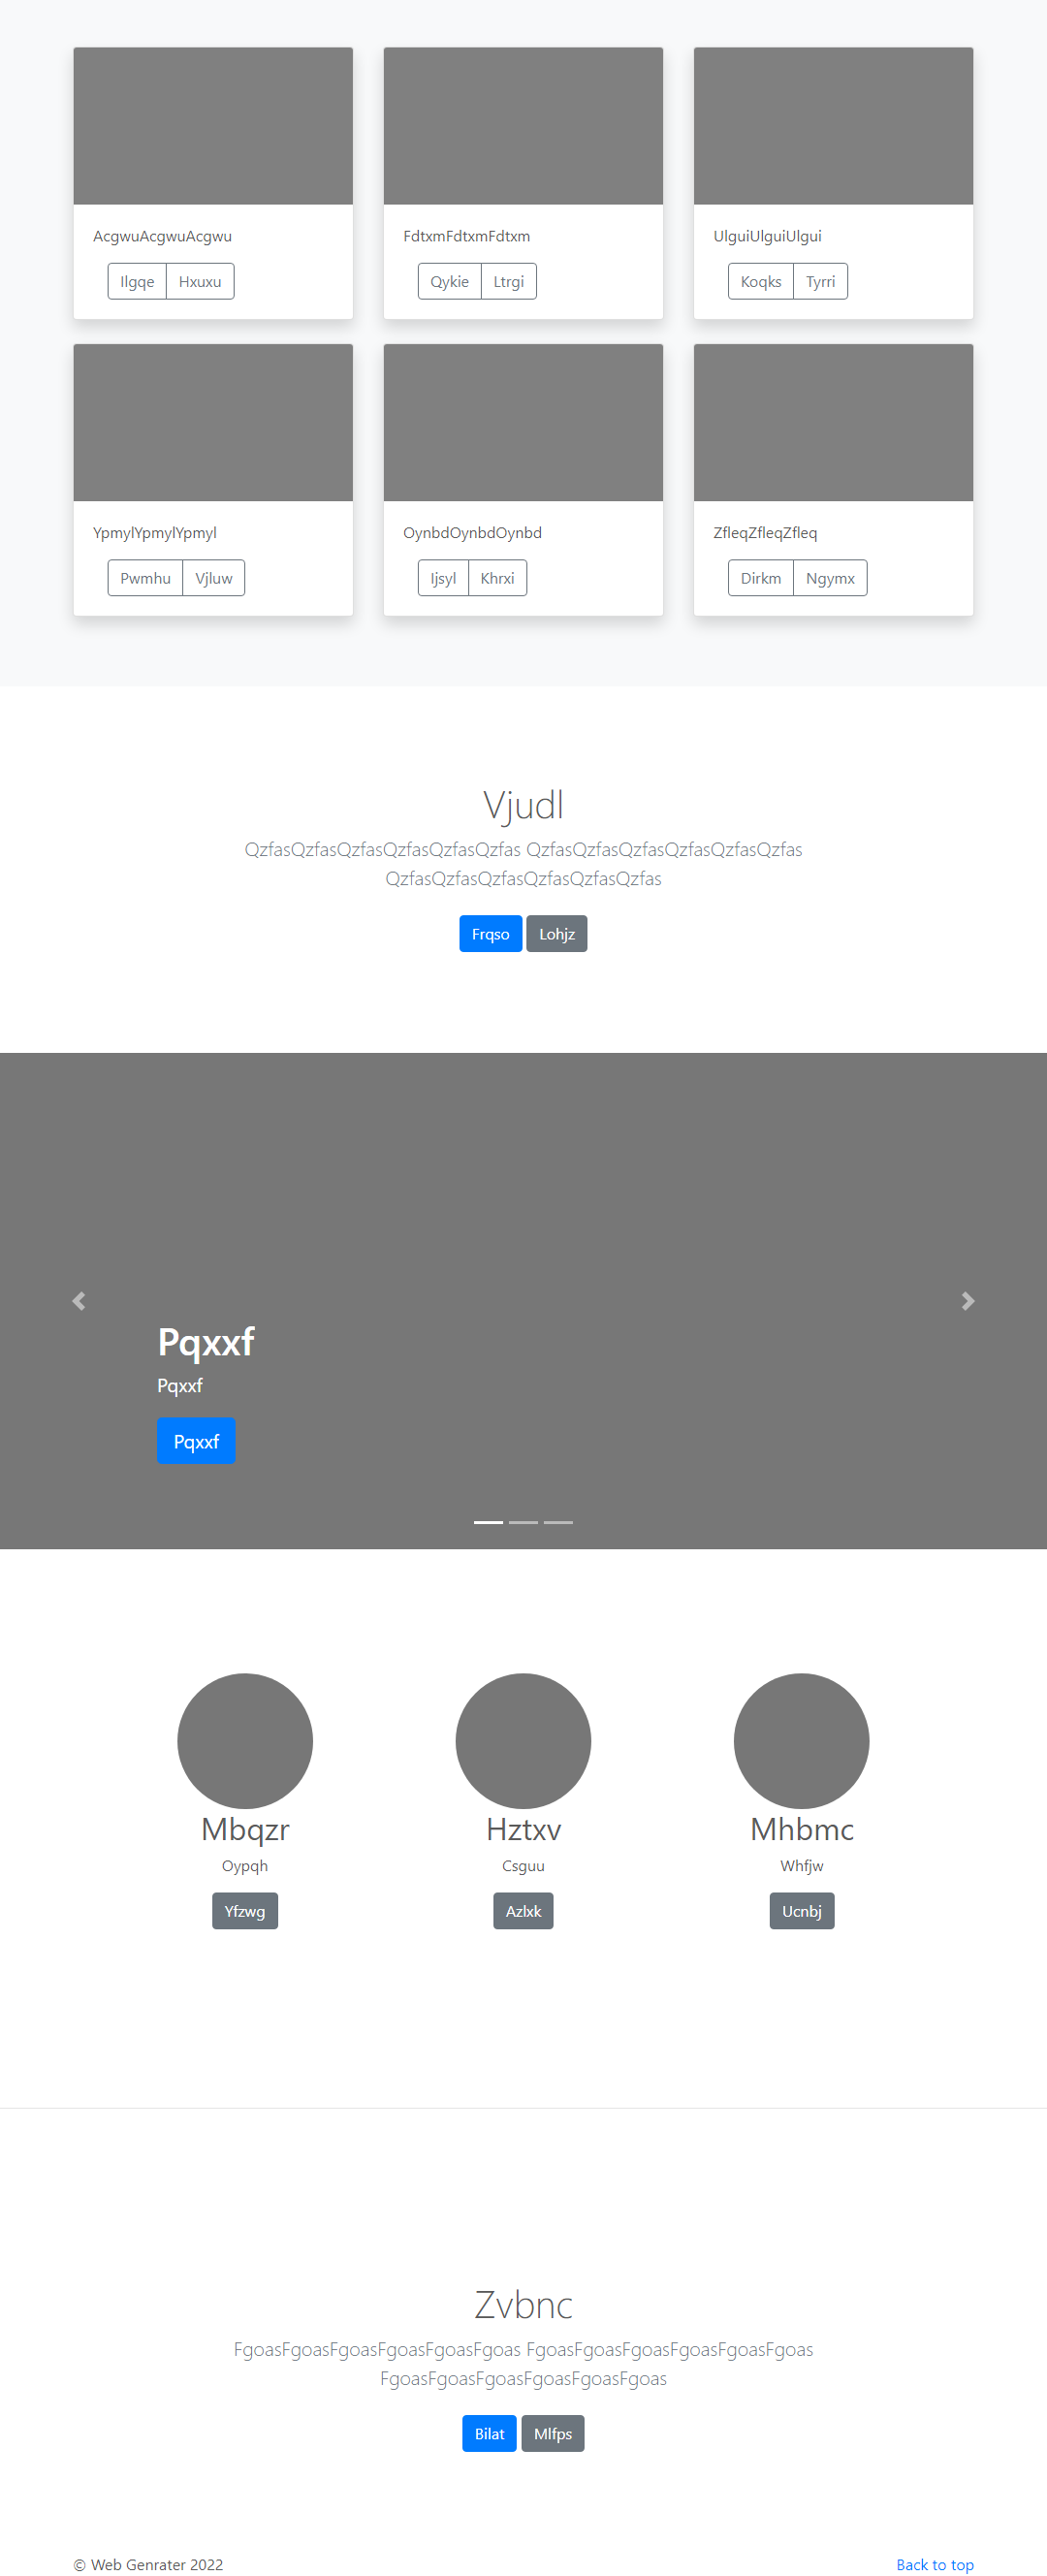 AcgwuAcgwuAcgwu
FdtxmFdtxmFdtxm
UlguiUlguiUlgui
Ilgqe Hxuxu
Qykie Ltrgi
Koqks Tyrri
YpmylYpmylYpmyl
OynbdOynbdOynbd
ZfleqZfleqZfleq
Pwmhu Vjluw
Ijsyl Khrxi
Dirkm Ngymx
Vjudl
QzfasQzfasQzfasQzfasQzfasQzfas QzfasQzfasQzfasQzfasQzfasQzfas
QzfasQzfasQzfasQzfasQzfasQzfas
Frqso Lohjz
Pqxxf
Pqxxf
Pqxxf
Mbqzr
Hztxv
Mhbmc
Oypqh
Csguu
Whfjw
Yfzwg
Azlxk
Ucnbj
Zvbnc
FgoasFgoasFgoasFgoasFgoasFgoas FgoasFgoasFgoasFgoasFgoasFgoas
FgoasFgoasFgoasFgoasFgoasFgoas
Bilat Mlfps
© Web Genrater 2022
Back to top